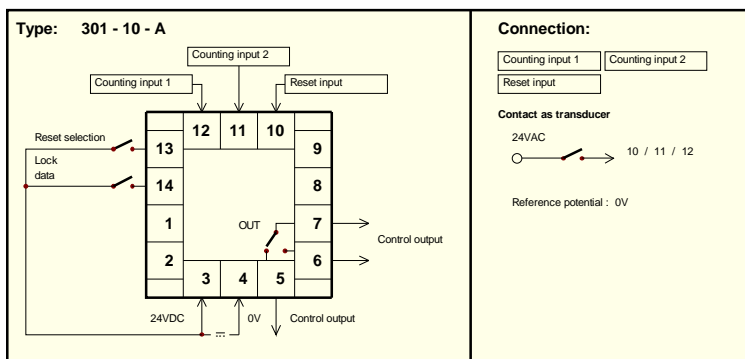 Type: 301 - 10 - A
Counting input 2
Counting input 1
Reset input
12 11 10
Reset selection
13
9
Lock
data
14
8
1
OUT
7
Control output
2
6
3 4 5
24VDC
0V
Control output
Connection:
Counting input 1
Counting input 2
Reset input
Contact as transducer
24VAC
10 / 11 / 12
Reference potential : 0V